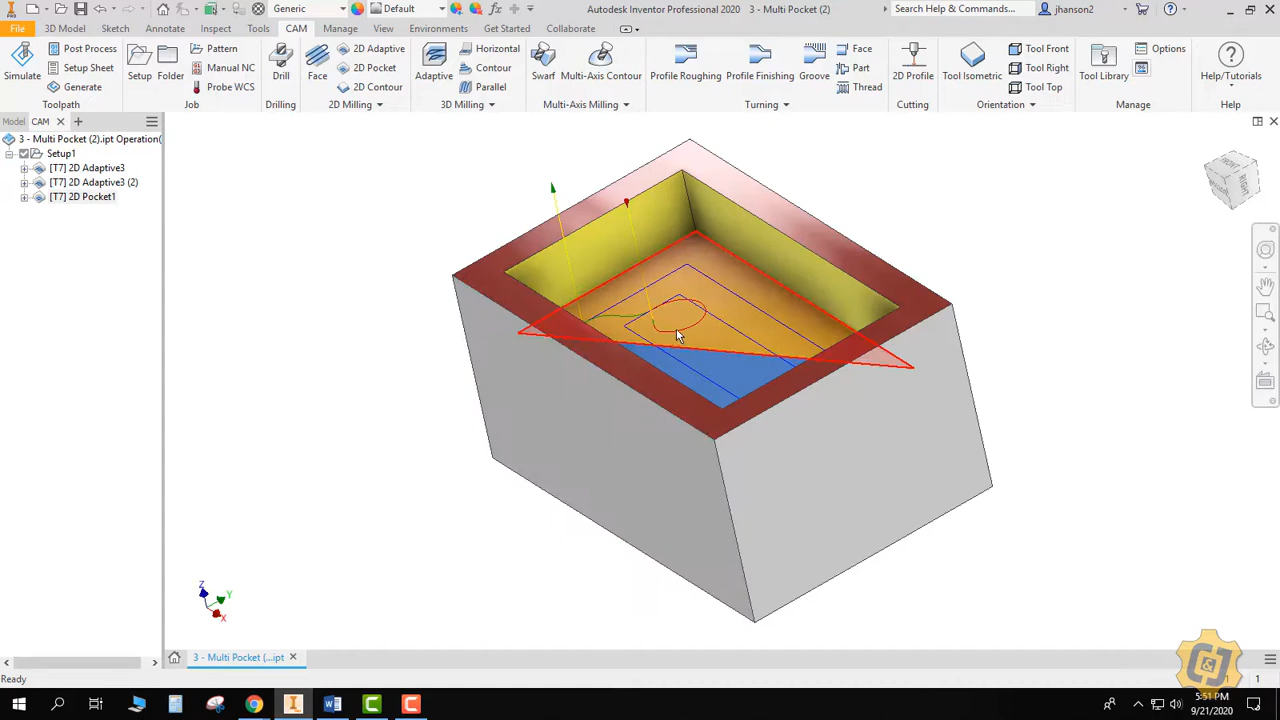 Generic
Default
Autodesk Inventor Professional 2020 3 - Multi Pocket (2)
Search Help & Commands...
jhanson2
File 3D Model Sketch Annotate Inspect Tools CAM Manage View Environments Get Started Collaborate
Simulate
Post Process
Setup Sheet
Generate
Toolpath
Setup
Folder
Pattern
Manual NC
Probe WCS
Job
Drill
Drilling
Face
2D Adaptive
2D Pocket
2D Contour
2D Milling
Adaptive
Horizontal
Contour
Parallel
3D Milling
Swarf
Multi-Axis Contour
Multi-Axis Milling
Profile Roughing
Profile Finishing
Groove
Face
Part
Thread
Turning
2D Profile
Cutting
Tool Isometric
Tool Front
Tool Right
Tool Top
Orientation
Tool Library
Options
Manage
Help/Tutorials
Help
Model CAM
3 - Multi Pocket (2).ipt Operation(
Setup1
[T7] 2D Adaptive3
[T7] 2D Adaptive3 (2)
[T7] 2D Pocket1
Z
Y
X
3 - Multi Pocket (...ipt
Ready
1 1
5:51 PM
9/21/2020